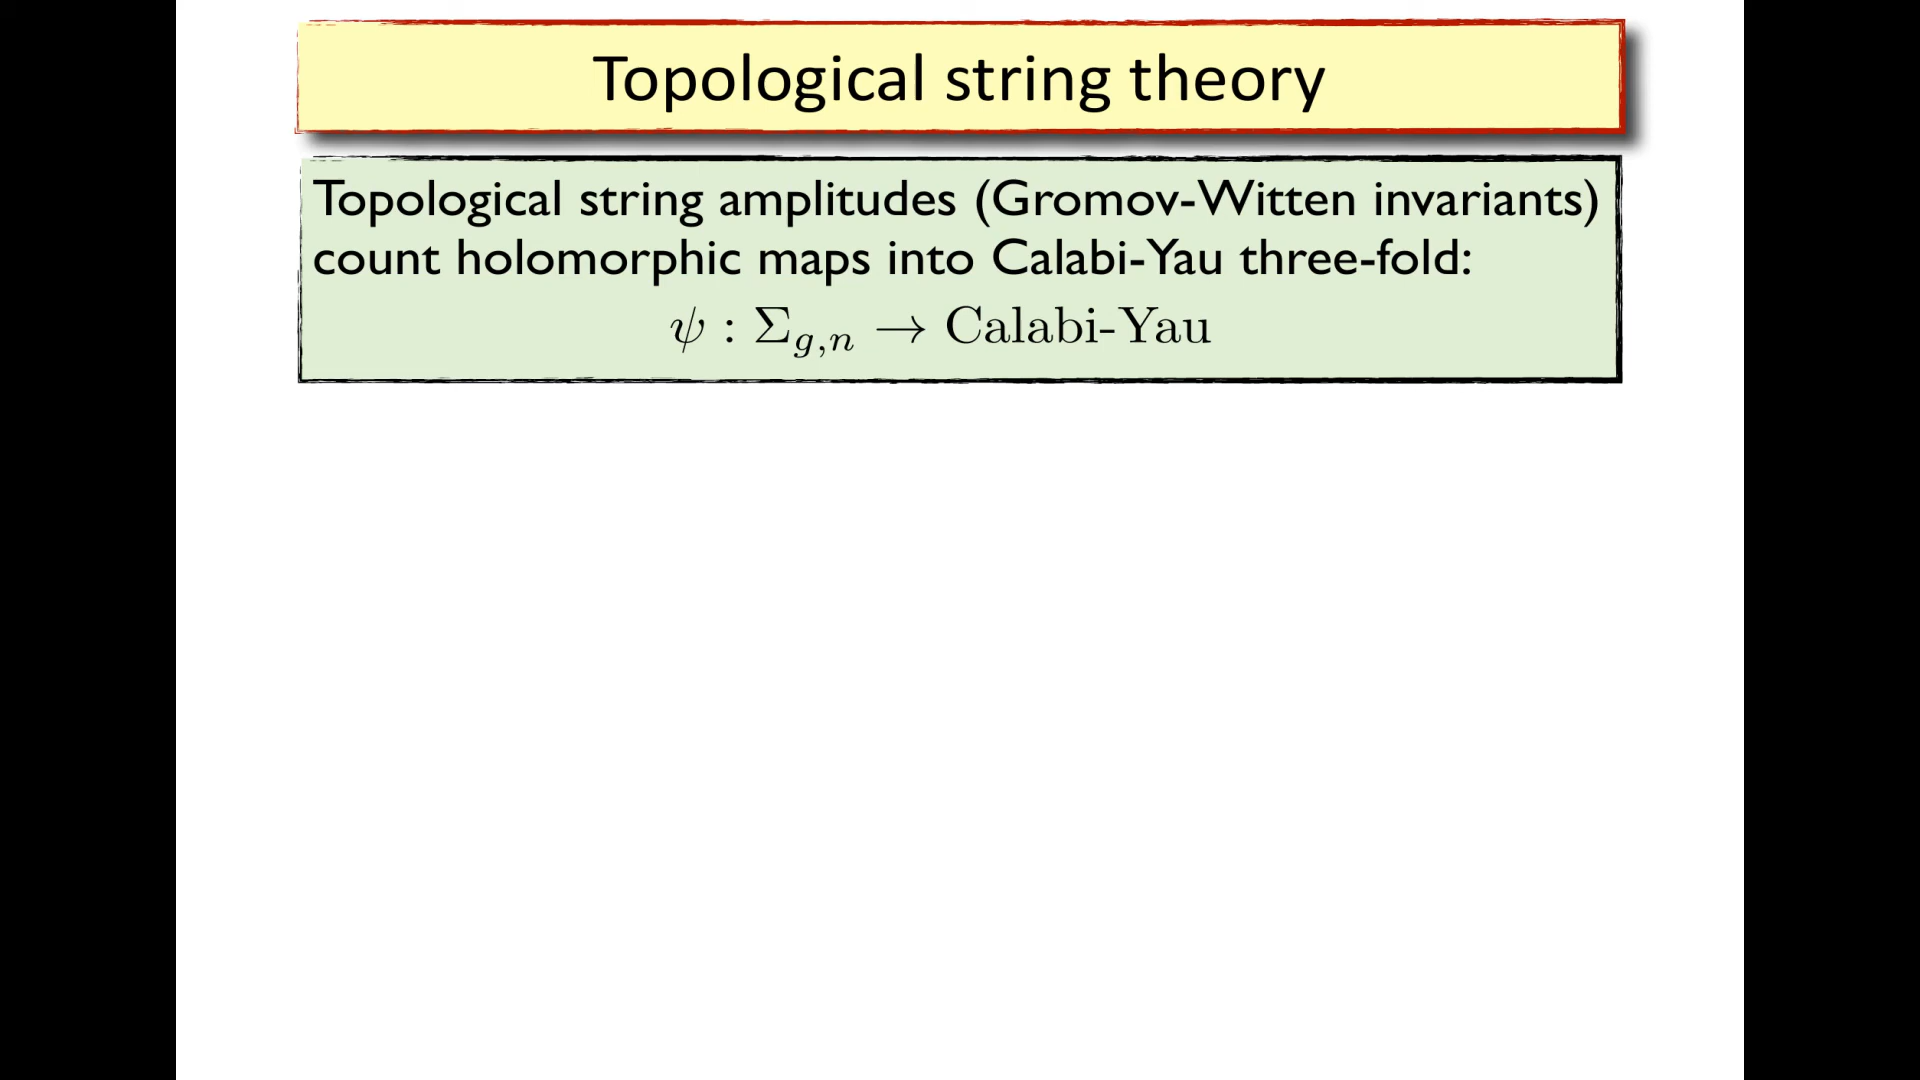 Topological string theory
Topological string amplitudes (Gromov-Witten invariants)
count holomorphic maps into Calabi-Yau three-fold:
ψ : Σ_{g,n} → Calabi-Yau